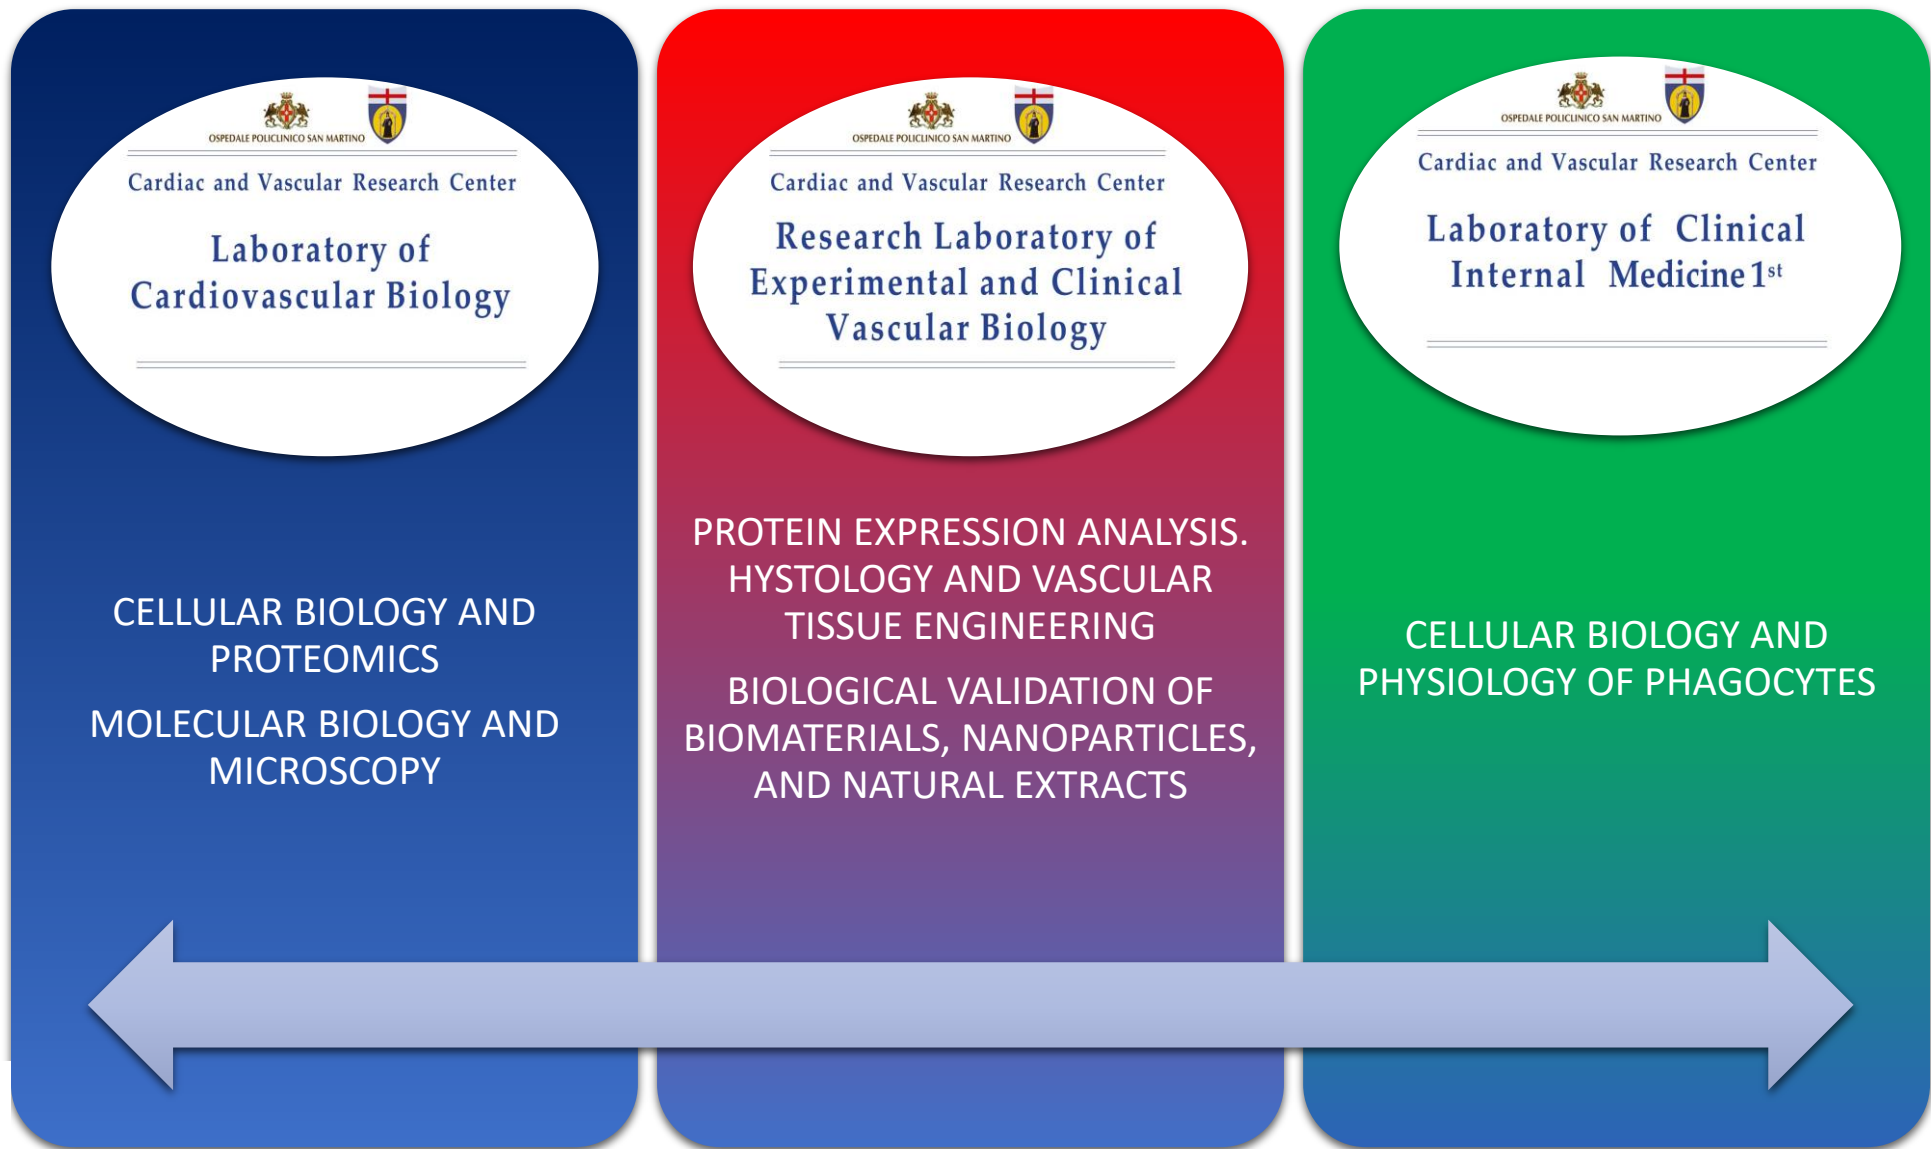 OSPEDALE POLICLINICO SAN MARTINO
Cardiac and Vascular Research Center
Laboratory of
Cardiovascular Biology
CELLULAR BIOLOGY AND
PROTEOMICS
MOLECULAR BIOLOGY AND
MICROSCOPY
OSPEDALE POLICLINICO SAN MARTINO
Cardiac and Vascular Research Center
Research Laboratory of
Experimental and Clinical
Vascular Biology
PROTEIN EXPRESSION ANALYSIS.
HYSTOLOGY AND VASCULAR
TISSUE ENGINEERING
BIOLOGICAL VALIDATION OF
BIOMATERIALS, NANOPARTICLES,
AND NATURAL EXTRACTS
OSPEDALE POLICLINICO SAN MARTINO
Cardiac and Vascular Research Center
Laboratory of Clinical
Internal Medicine 1st
CELLULAR BIOLOGY AND
PHYSIOLOGY OF PHAGOCYTES